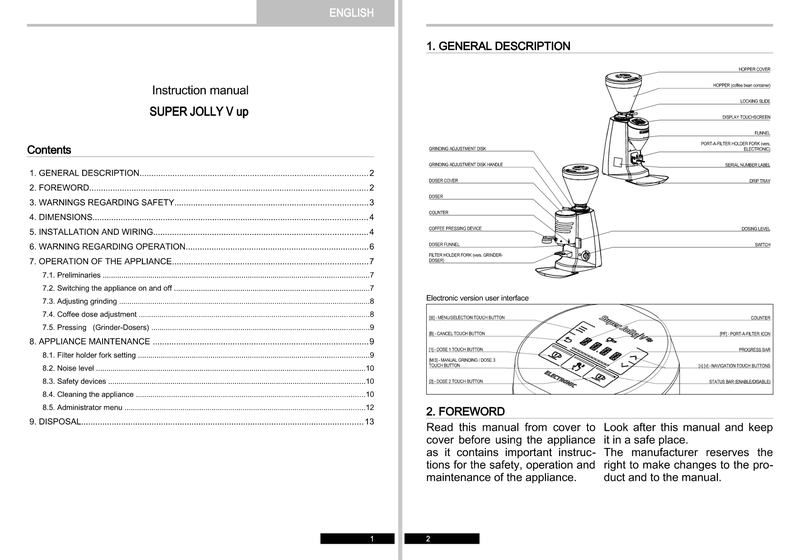 ENGLISH
Instruction manual
SUPER JOLLY V up
Contents
1. GENERAL DESCRIPTION 2
2. FOREWORD 2
3. WARNINGS REGARDING SAFETY 3
4. DIMENSIONS 4
5. INSTALLATION AND WIRING 4
6. WARNING REGARDING OPERATION 6
7. OPERATION OF THE APPLIANCE 7
7.1. Preliminaries 7
7.2. Switching the appliance on and off 7
7.3. Adjusting grinding 8
7.4. Coffee dose adjustment 8
7.5. Pressing (Grinder-Dosers) 9
8. APPLIANCE MAINTENANCE 9
8.1. Filter holder fork setting 9
8.2. Noise level 10
8.3. Safety devices 10
8.4. Cleaning the appliance 10
8.5. Administrator menu 12
9. DISPOSAL 13
1
1. GENERAL DESCRIPTION
HOPPER COVER
HOPPER (coffee bean container)
LOCKING SLIDE
DISPLAY TOUCHSCREEN
FUNNEL
PORT-A-FILTER HOLDER FORK (vers.
ELECTRONIC)
SERIAL NUMBER LABEL
DRIP TRAY
GRINDING ADJUSTMENT DISK
GRINDING ADJUSTMENT DISK HANDLE
DOSER COVER
DOSER
COUNTER
COFFEE PRESSING DEVICE
DOSER FUNNEL
FILTER HOLDER FORK (vers. GRINDER-
DOSER)
DOSING LEVEL
SWITCH
Electronic version user interface
[B] - CANCEL TOUCH BUTTON
[1] - DOSE 1 TOUCH BUTTON
M/[3] - MANUAL GRINDING / DOSE 3
TOUCH BUTTON
[2] - DOSE 2 TOUCH BUTTON
Super Jolly V up
ELECTRONIC
COUNTER
[PF] - PORT-A-FILTER ICON
PROGRESS BAR
[∧] [∨] - NAVIGATION TOUCH BUTTONS
STATUS BAR (ENABLE/DISABLE)
2. FOREWORD
Read this manual from cover to
cover before using the appliance
as it contains important instruc-
tions for the safety, operation and
maintenance of the appliance.
Look after this manual and keep
it in a safe place.
The manufacturer reserves the
right to make changes to the pro-
duct and to the manual.
2